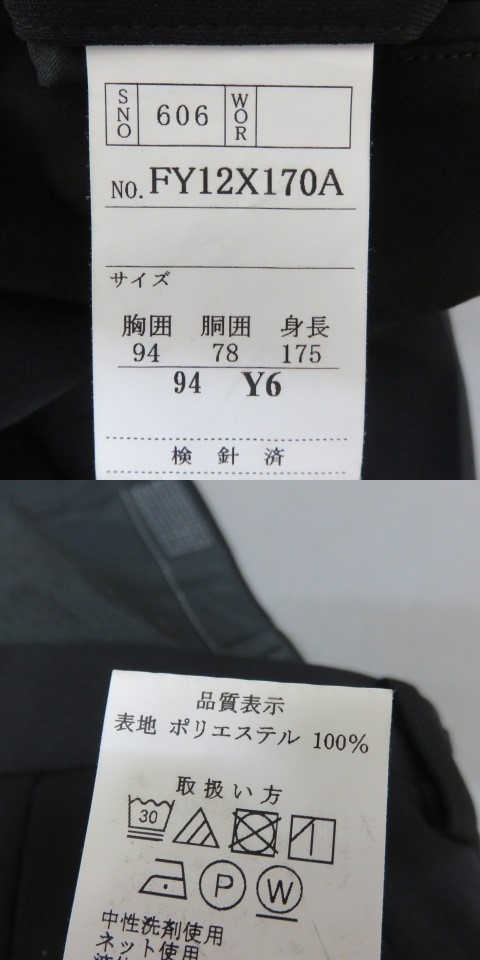 SNO 606 WOR
NO. FY12X170A
サイズ
胸囲 胴囲 身長
94 78 175
94 Y6
検 針 済
品質表示
表地 ポリエステル 100%
取扱い方
30
P W
中性洗剤使用
ネット使用